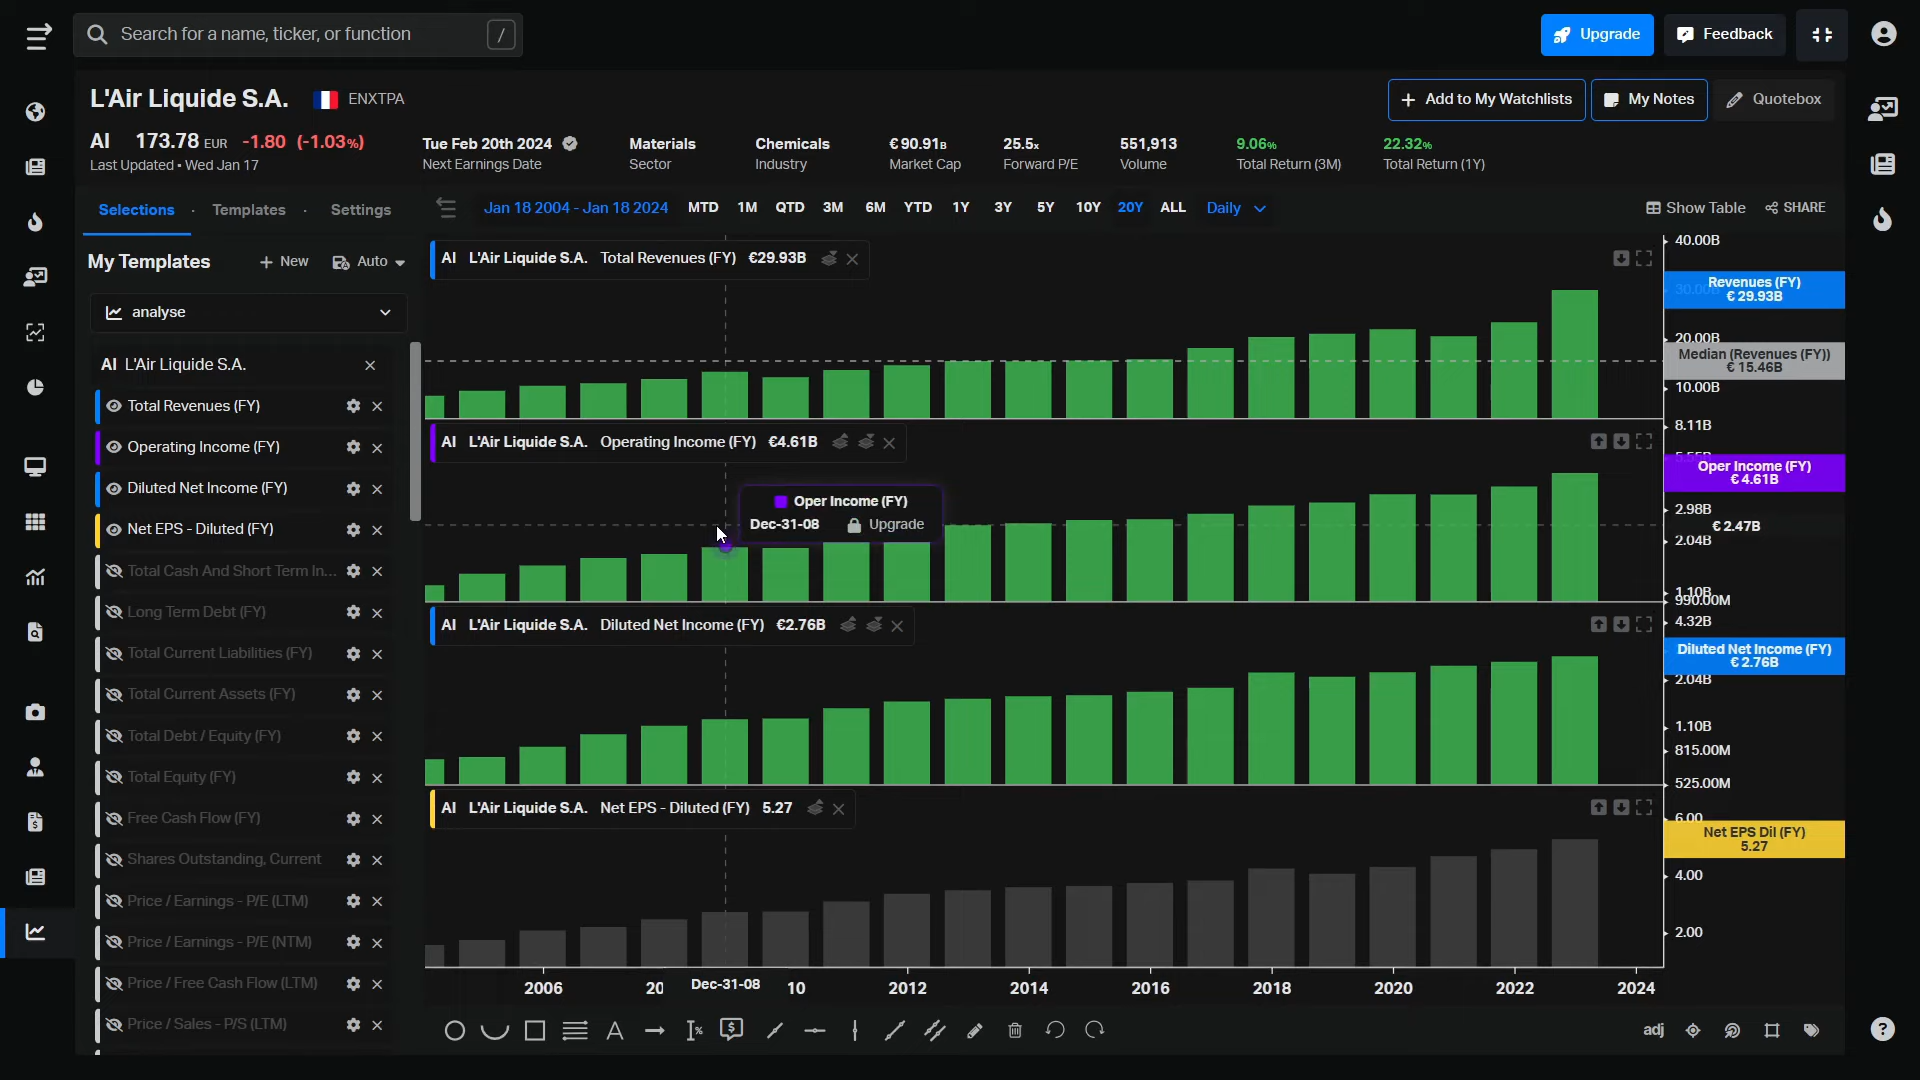 Search for a name, ticker, or function
/
Upgrade
Feedback
L'Air Liquide S.A.
ENXTPA
Add to My Watchlists
My Notes
Quotebox
AI 173.78 EUR -1.80 (-1.03%)
Last Updated • Wed Jan 17
Tue Feb 20th 2024
Next Earnings Date
Materials
Sector
Chemicals
Industry
€90.91B
Market Cap
25.5x
Forward P/E
551,913
Volume
9.06%
Total Return (3M)
22.32%
Total Return (1Y)
Selections · Templates · Settings
Jan 18 2004 - Jan 18 2024 MTD 1M QTD 3M 6M YTD 1Y 3Y 5Y 10Y 20Y ALL Daily
Show Table
SHARE
My Templates
New
Auto
analyse
AI L'Air Liquide S.A.
Total Revenues (FY)
Operating Income (FY)
Diluted Net Income (FY)
Net EPS - Diluted (FY)
Total Cash And Short Term In...
Long Term Debt (FY)
Total Current Liabilities (FY)
Total Current Assets (FY)
Total Debt / Equity (FY)
Total Equity (FY)
Free Cash Flow (FY)
Shares Outstanding, Current
Price / Earnings - P/E (LTM)
Price / Earnings - P/E (NTM)
Price / Free Cash Flow (LTM)
Price / Sales - P/S (LTM)
AI L'Air Liquide S.A. Total Revenues (FY) €29.93B
40.00B
Revenues (FY)
€ 29.93B
30.00B
20.00B
Median (Revenues (FY))
€ 15.46B
10.00B
AI L'Air Liquide S.A. Operating Income (FY) €4.61B
8.11B
5.55B
Oper Income (FY)
€ 4.61B
2.98B
€ 2.47B
2.04B
1.10B
990.00M
Oper Income (FY)
Dec-31-08 Upgrade
AI L'Air Liquide S.A. Diluted Net Income (FY) €2.76B
4.32B
Diluted Net Income (FY)
€ 2.76B
2.04B
1.10B
815.00M
525.00M
AI L'Air Liquide S.A. Net EPS - Diluted (FY) 5.27
6.00
Net EPS Dil (FY)
5.27
4.00
2.00
2006 20 Dec-31-08 10 2012 2014 2016 2018 2020 2022 2024
A
%
$
adj
?